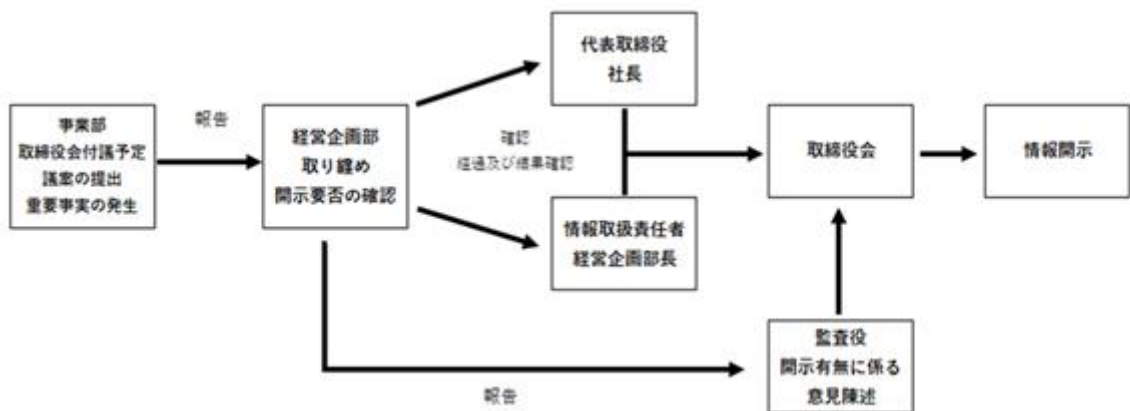 事業部
取締役会付議予定
議案の提出
重要事実の発生
報告
経営企画部
取り纏め
開示要否の確認
代表取締役
社長
確認
経過及び結果確認
情報取扱責任者
経営企画部長
取締役会
情報開示
監査役
開示有無に係る
意見陳述
報告